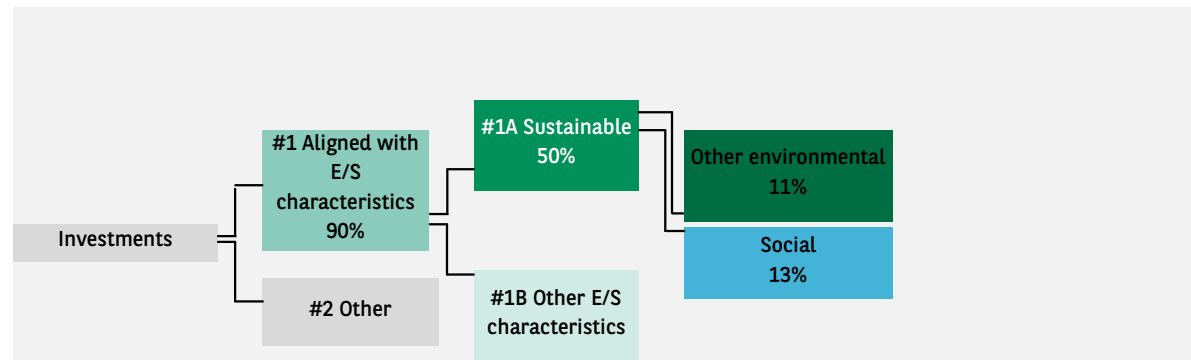 Investments
#1 Aligned with
E/S
characteristics
90%
#2 Other
#1A Sustainable
50%
#1B Other E/S
characteristics
Other environmental
11%
Social
13%